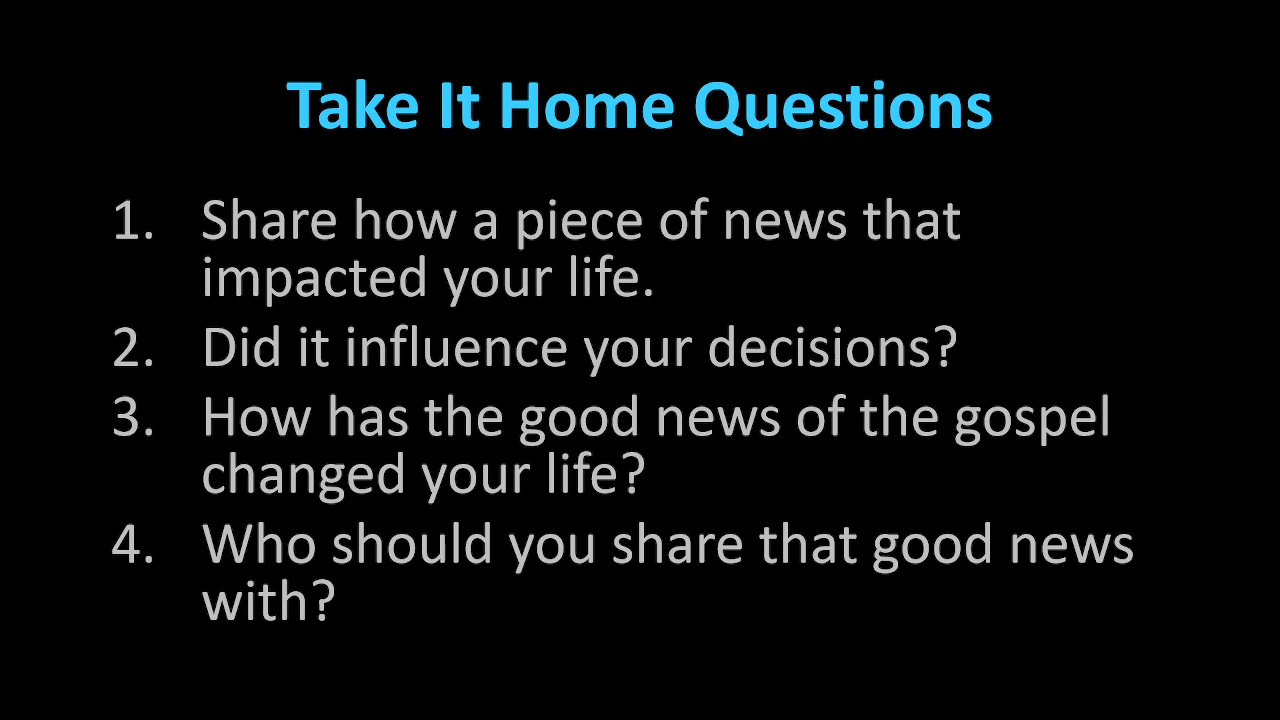 Take It Home Questions
1. Share how a piece of news that
impacted your life.
2. Did it influence your decisions?
3. How has the good news of the gospel
changed your life?
4. Who should you share that good news
with?